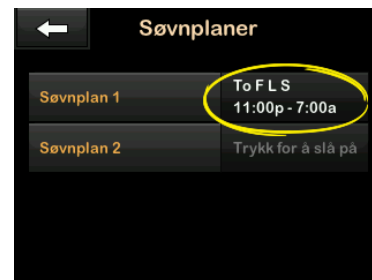 Søvnplaner
Søvnplan 1
To F L S
11:00p - 7:00a
Søvnplan 2
Trykk for å slå på